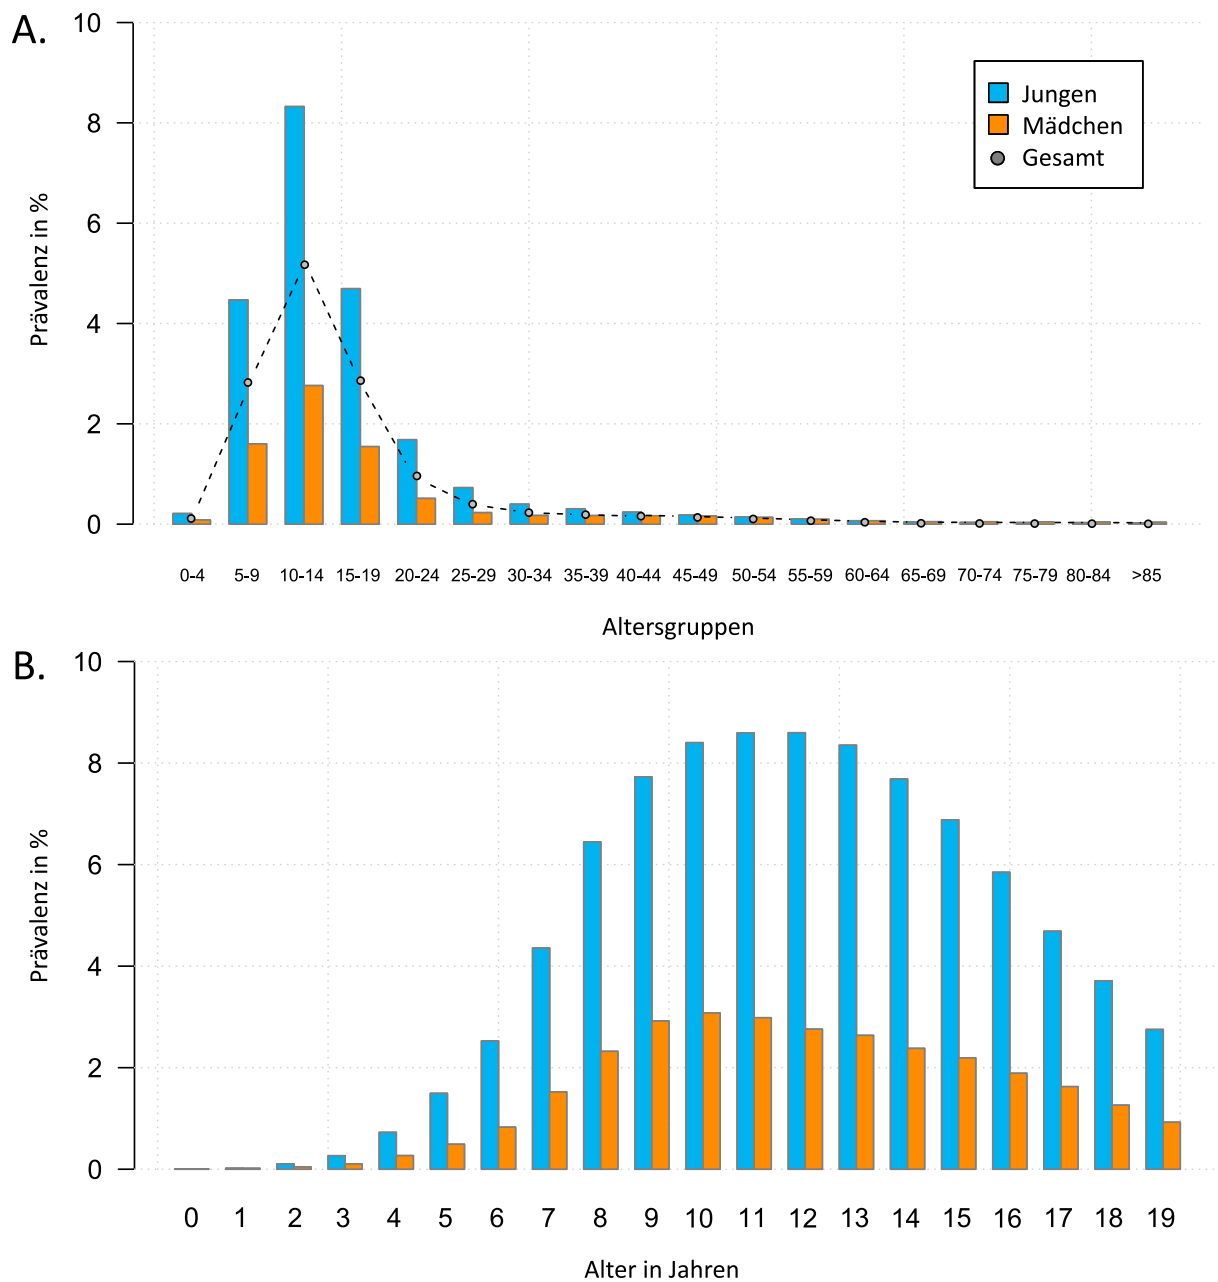 A.
10
8
6
4
2
0
Prävalenz in %
Jungen
Mädchen
Gesamt
0-4 5-9 10-14 15-19 20-24 25-29 30-34 35-39 40-44 45-49 50-54 55-59 60-64 65-69 70-74 75-79 80-84 >85
Altersgruppen
B.
10
8
6
4
2
0
Prävalenz in %
0 1 2 3 4 5 6 7 8 9 10 11 12 13 14 15 16 17 18 19
Alter in Jahren